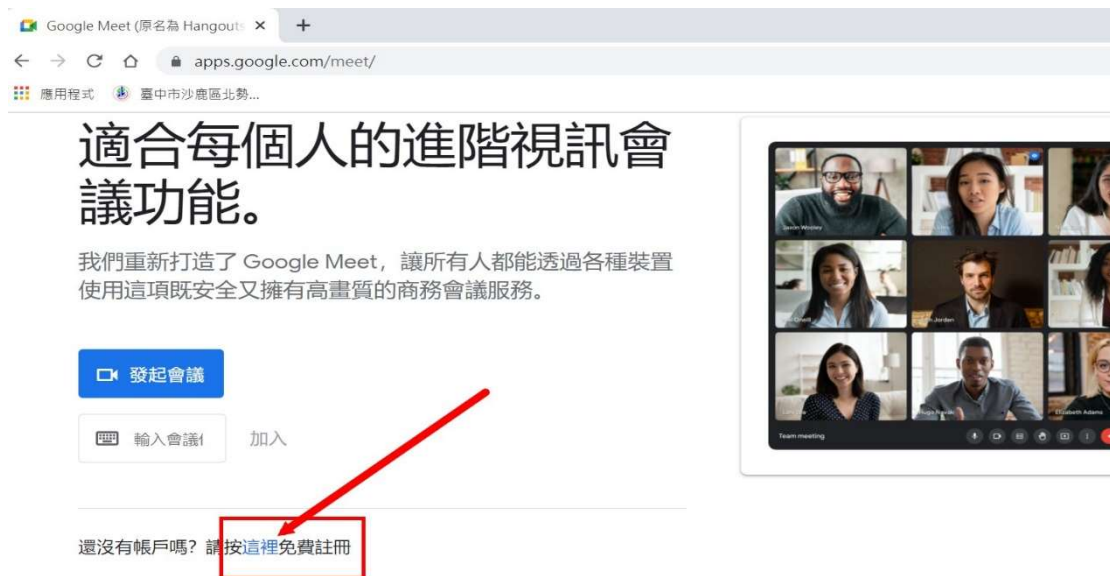 Google Meet (原名為 Hangouts
apps.google.com/meet/
應用程式 臺中市沙鹿區北勢...
適合每個人的進階視訊會
議功能。
我們重新打造了 Google Meet，讓所有人都能透過各種裝置
使用這項既安全又擁有高畫質的商務會議服務。
發起會議
輸入會議 加入
還沒有帳戶嗎？請按這裡免費註冊
Jason Woolley
Jordan
Elizabeth Adams
Team meeting